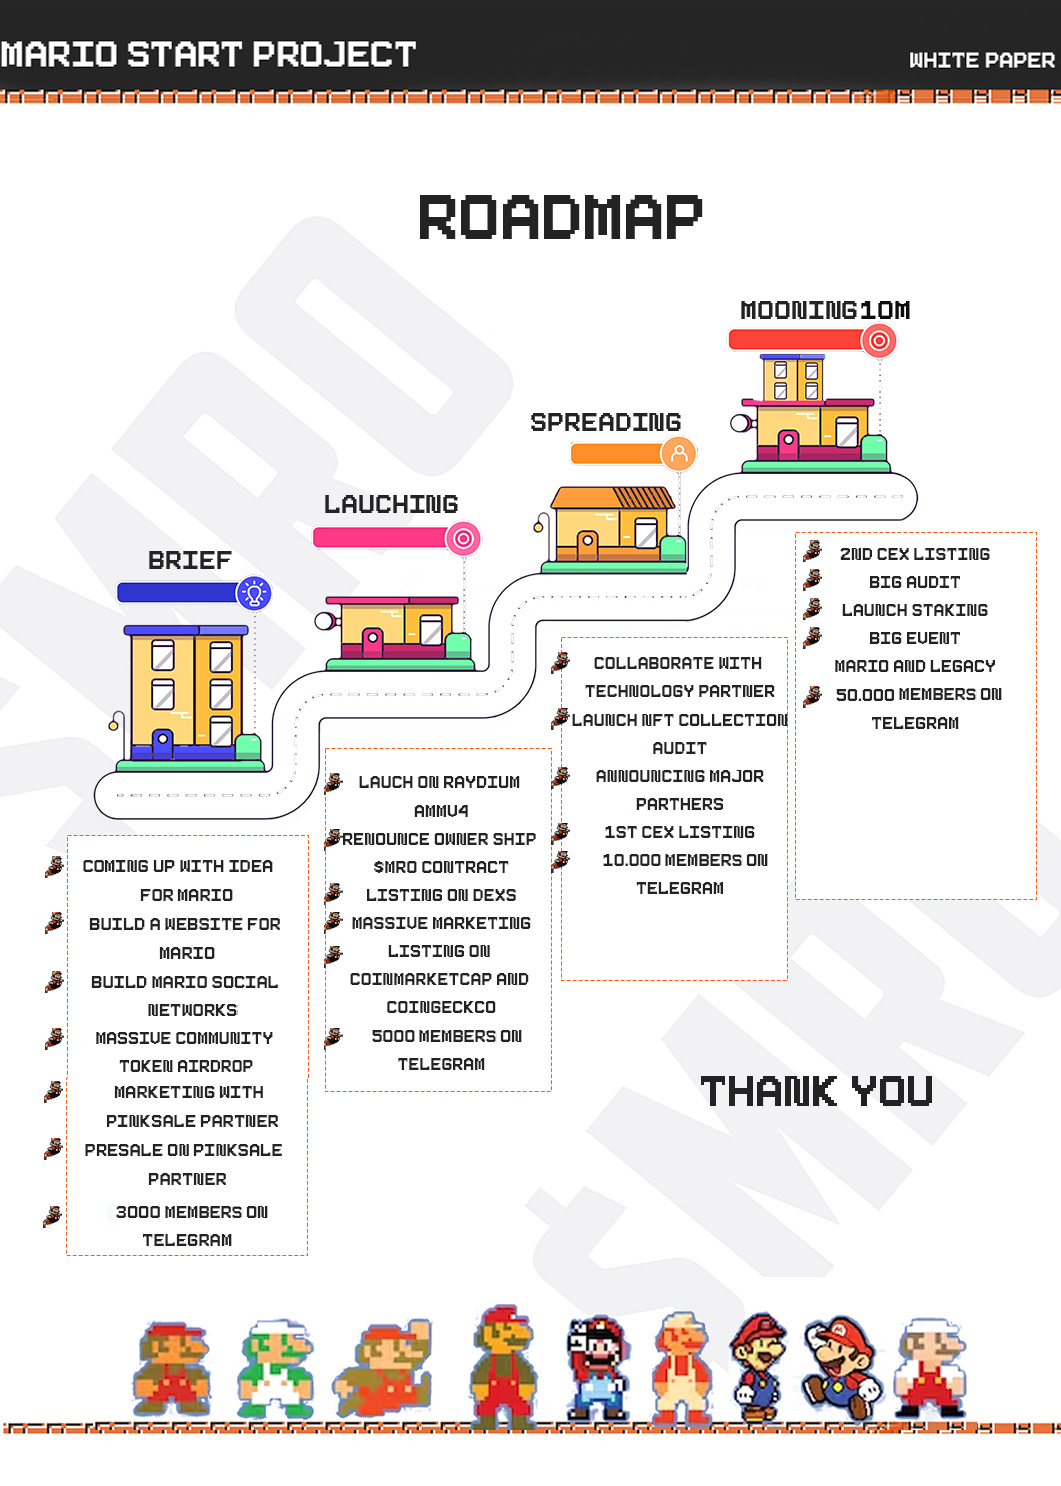 MARIO START PROJECT
WHITE PAPER
ROADMAP
MOONING10M
SPREADING
LAUCHING
BRIEF
2ND CEX LISTING
BIG AUDIT
LAUNCH STAKING
BIG EVENT
MARIO AND LEGACY
50.000 MEMBERS ON
TELEGRAM
COLLABORATE WITH
TECHNOLOGY PARTNER
LAUNCH NFT COLLECTION
AUDIT
ANNOUNCING MAJOR
PARTHERS
1ST CEX LISTING
10.000 MEMBERS ON
TELEGRAM
LAUCH ON RAYDIUM
AMMV4
RENOUNCE OWNER SHIP
$MRO CONTRACT
LISTING ON DEXS
MASSIVE MARKETING
LISTING ON
COINMARKETCAP AND
COINGECKCO
5000 MEMBERS ON
TELEGRAM
COMING UP WITH IDEA
FOR MARIO
BUILD A WEBSITE FOR
MARIO
BUILD MARIO SOCIAL
NETWORKS
MASSIVE COMMUNITY
TOKEN AIRDROP
MARKETING WITH
PINKSALE PARTNER
PRESALE ON PINKSALE
PARTNER
3000 MEMBERS ON
TELEGRAM
THANK YOU
$MRO
$MRO